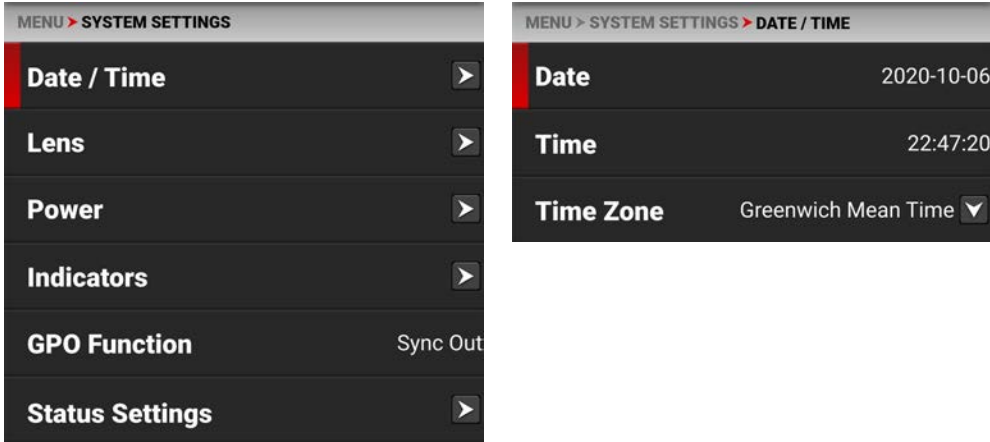 MENU > SYSTEM SETTINGS
Date / Time
Lens
Power
Indicators
GPO Function Sync Out
Status Settings
MENU > SYSTEM SETTINGS > DATE / TIME
Date 2020-10-06
Time 22:47:20
Time Zone Greenwich Mean Time